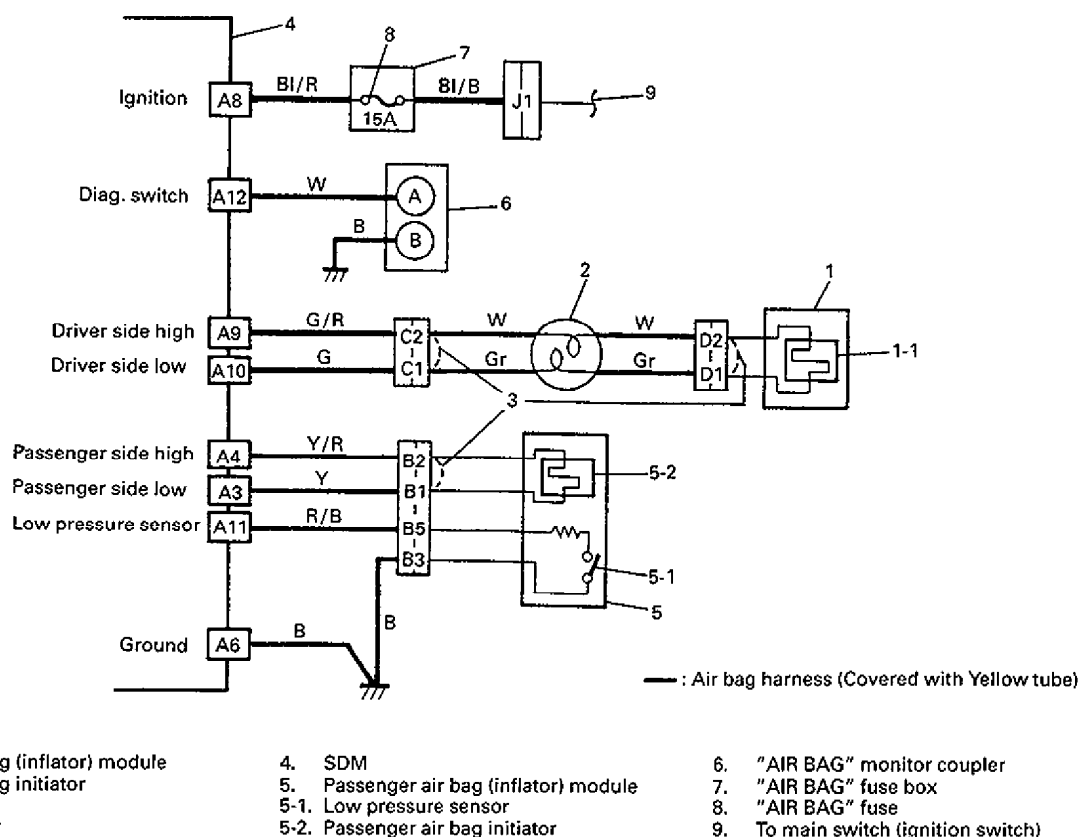 4
8
7
Ignition A8 Bl/R 15A Bl/B J1 9
Diag. switch A12 W A 6
B B
2 1
Driver side high A9 G/R C2 W W D2 1-1
Driver side low A10 G C1 Gr Gr D1
3
Passenger side high A4 Y/R B2 5-2
Passenger side low A3 Y B1
Low pressure sensor A11 R/B B5
B3 5-1
5
Ground A6 B B
: Air bag harness (Covered with Yellow tube)
g (inflator) module
g initiator
4. SDM
5. Passenger air bag (inflator) module
5-1. Low pressure sensor
5-2. Passenger air bag initiator
6. "AIR BAG" monitor coupler
7. "AIR BAG" fuse box
8. "AIR BAG" fuse
9. To main switch (ignition switch)